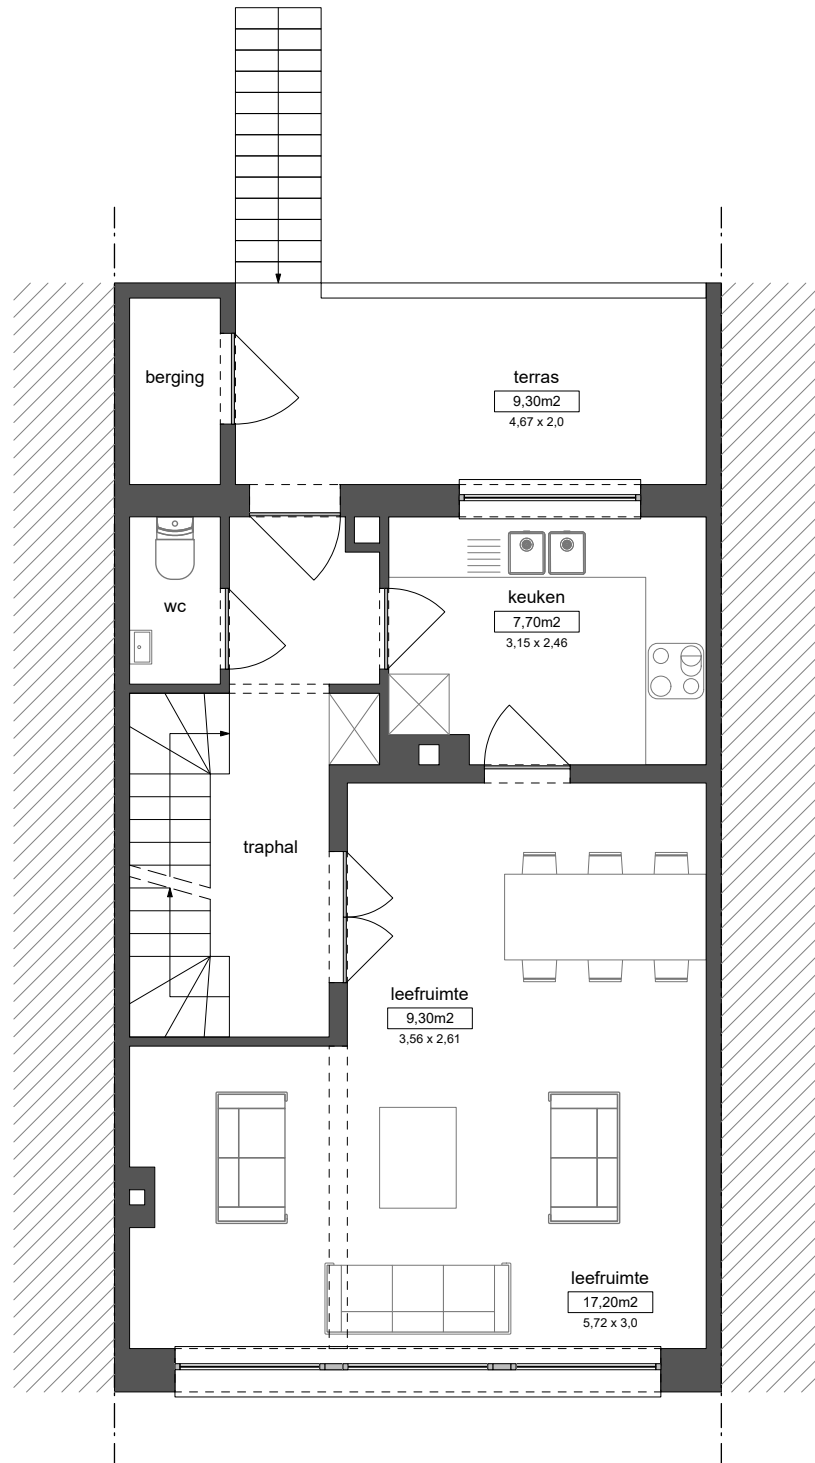 berging
terras
9,30m2
4,67 x 2,0
wc
keuken
7,70m2
3,15 x 2,46
traphal
leefruimte
9,30m2
3,56 x 2,61
leefruimte
17,20m2
5,72 x 3,0